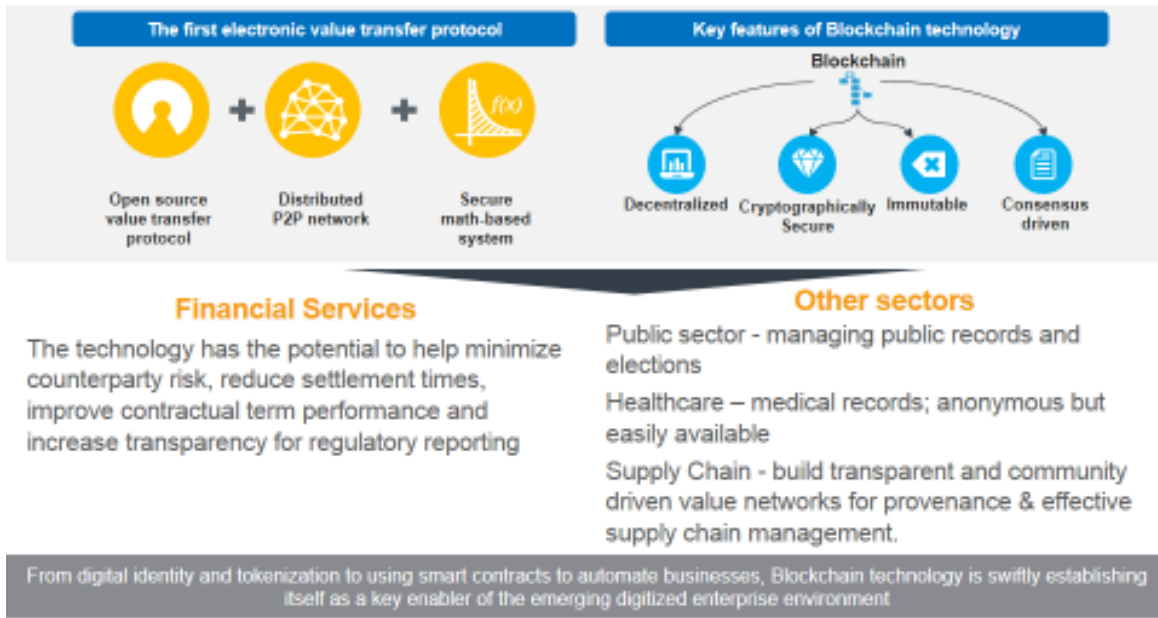 The first electronic value transfer protocol
Open source
value transfer
protocol
Distributed
P2P network
f(x)
Secure
math-based
system
Key features of Blockchain technology
Blockchain
Decentralized
Cryptographically
Secure
Immutable
Consensus
driven
Financial Services
The technology has the potential to help minimize
counterparty risk, reduce settlement times,
improve contractual term performance and
increase transparency for regulatory reporting
Other sectors
Public sector - managing public records and
elections
Healthcare – medical records; anonymous but
easily available
Supply Chain - build transparent and community
driven value networks for provenance & effective
supply chain management.
From digital identity and tokenization to using smart contracts to automate businesses, Blockchain technology is swiftly establishing
itself as a key enabler of the emerging digitized enterprise environment